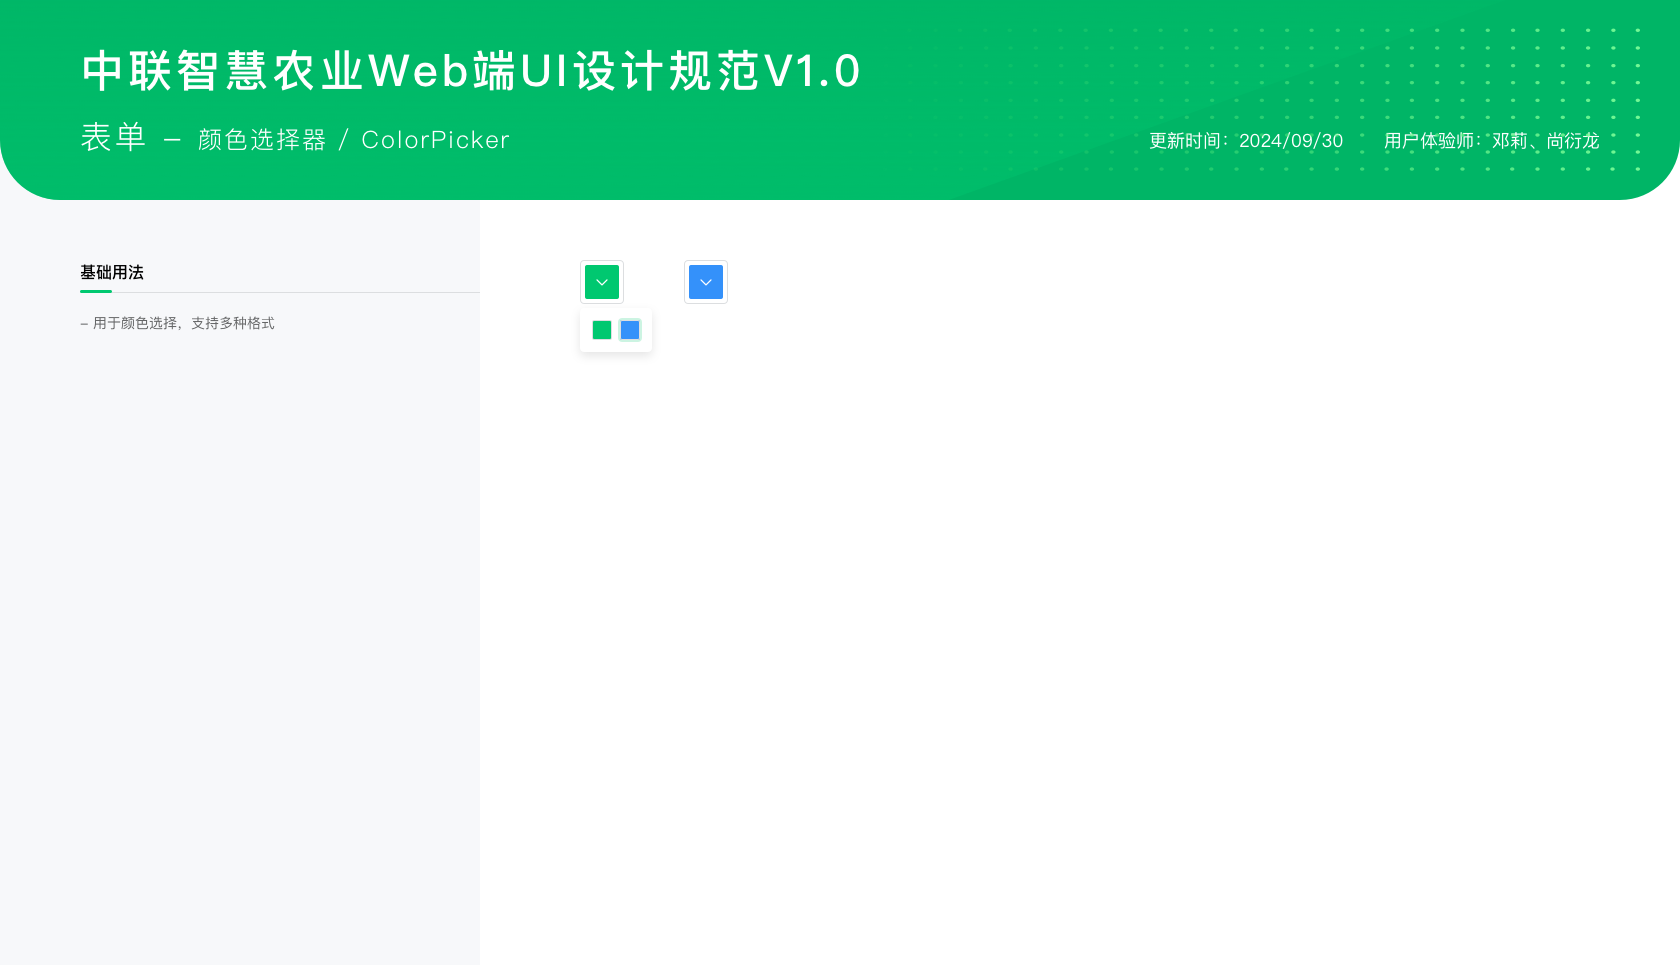 中联智慧农业Web端UI设计规范V1.0
表单 – 颜色选择器 / ColorPicker
更新时间：2024/09/30 用户体验师：邓莉、尚衍龙
基础用法
– 用于颜色选择，支持多种格式